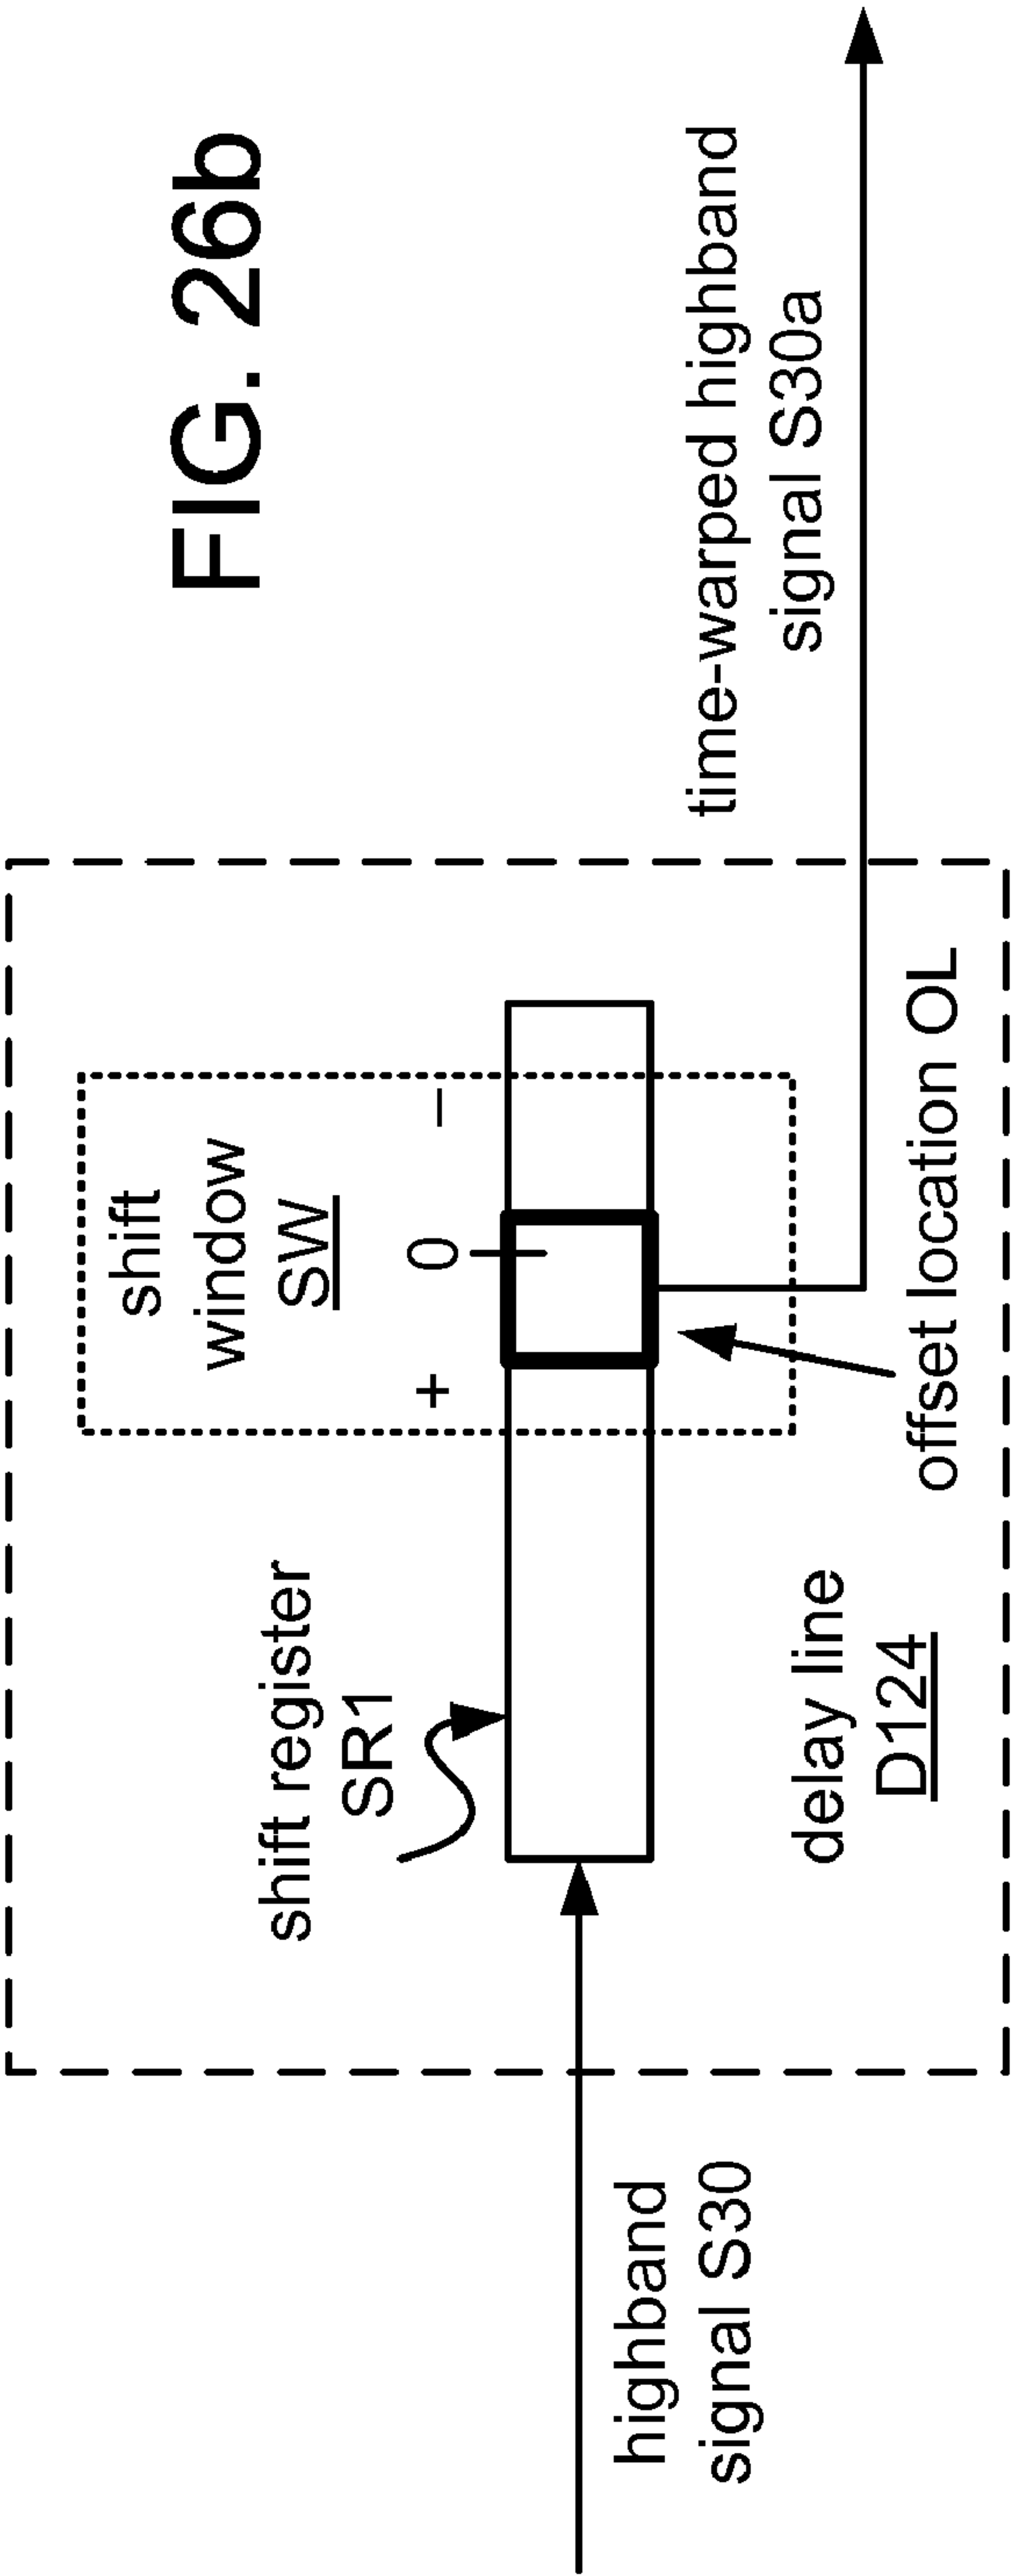 FIG. 26b
highband
signal S30
shift register
SR1
shift
window
SW
+
0
–
delay line
D124
offset location OL
time-warped highband
signal S30a